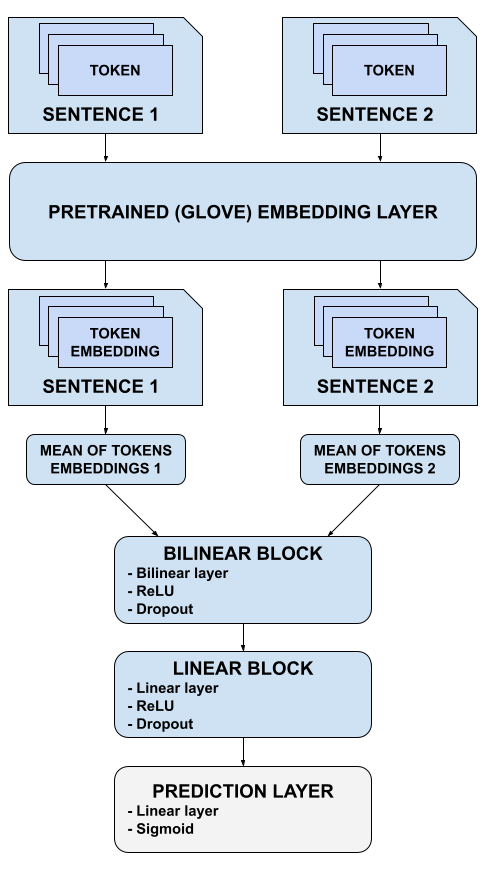 TOKEN
SENTENCE 1
TOKEN
SENTENCE 2
PRETRAINED (GLOVE) EMBEDDING LAYER
TOKEN
EMBEDDING
SENTENCE 1
TOKEN
EMBEDDING
SENTENCE 2
MEAN OF TOKENS
EMBEDDINGS 1
MEAN OF TOKENS
EMBEDDINGS 2
BILINEAR BLOCK
- Bilinear layer
- ReLU
- Dropout
LINEAR BLOCK
- Linear layer
- ReLU
- Dropout
PREDICTION LAYER
- Linear layer
- Sigmoid